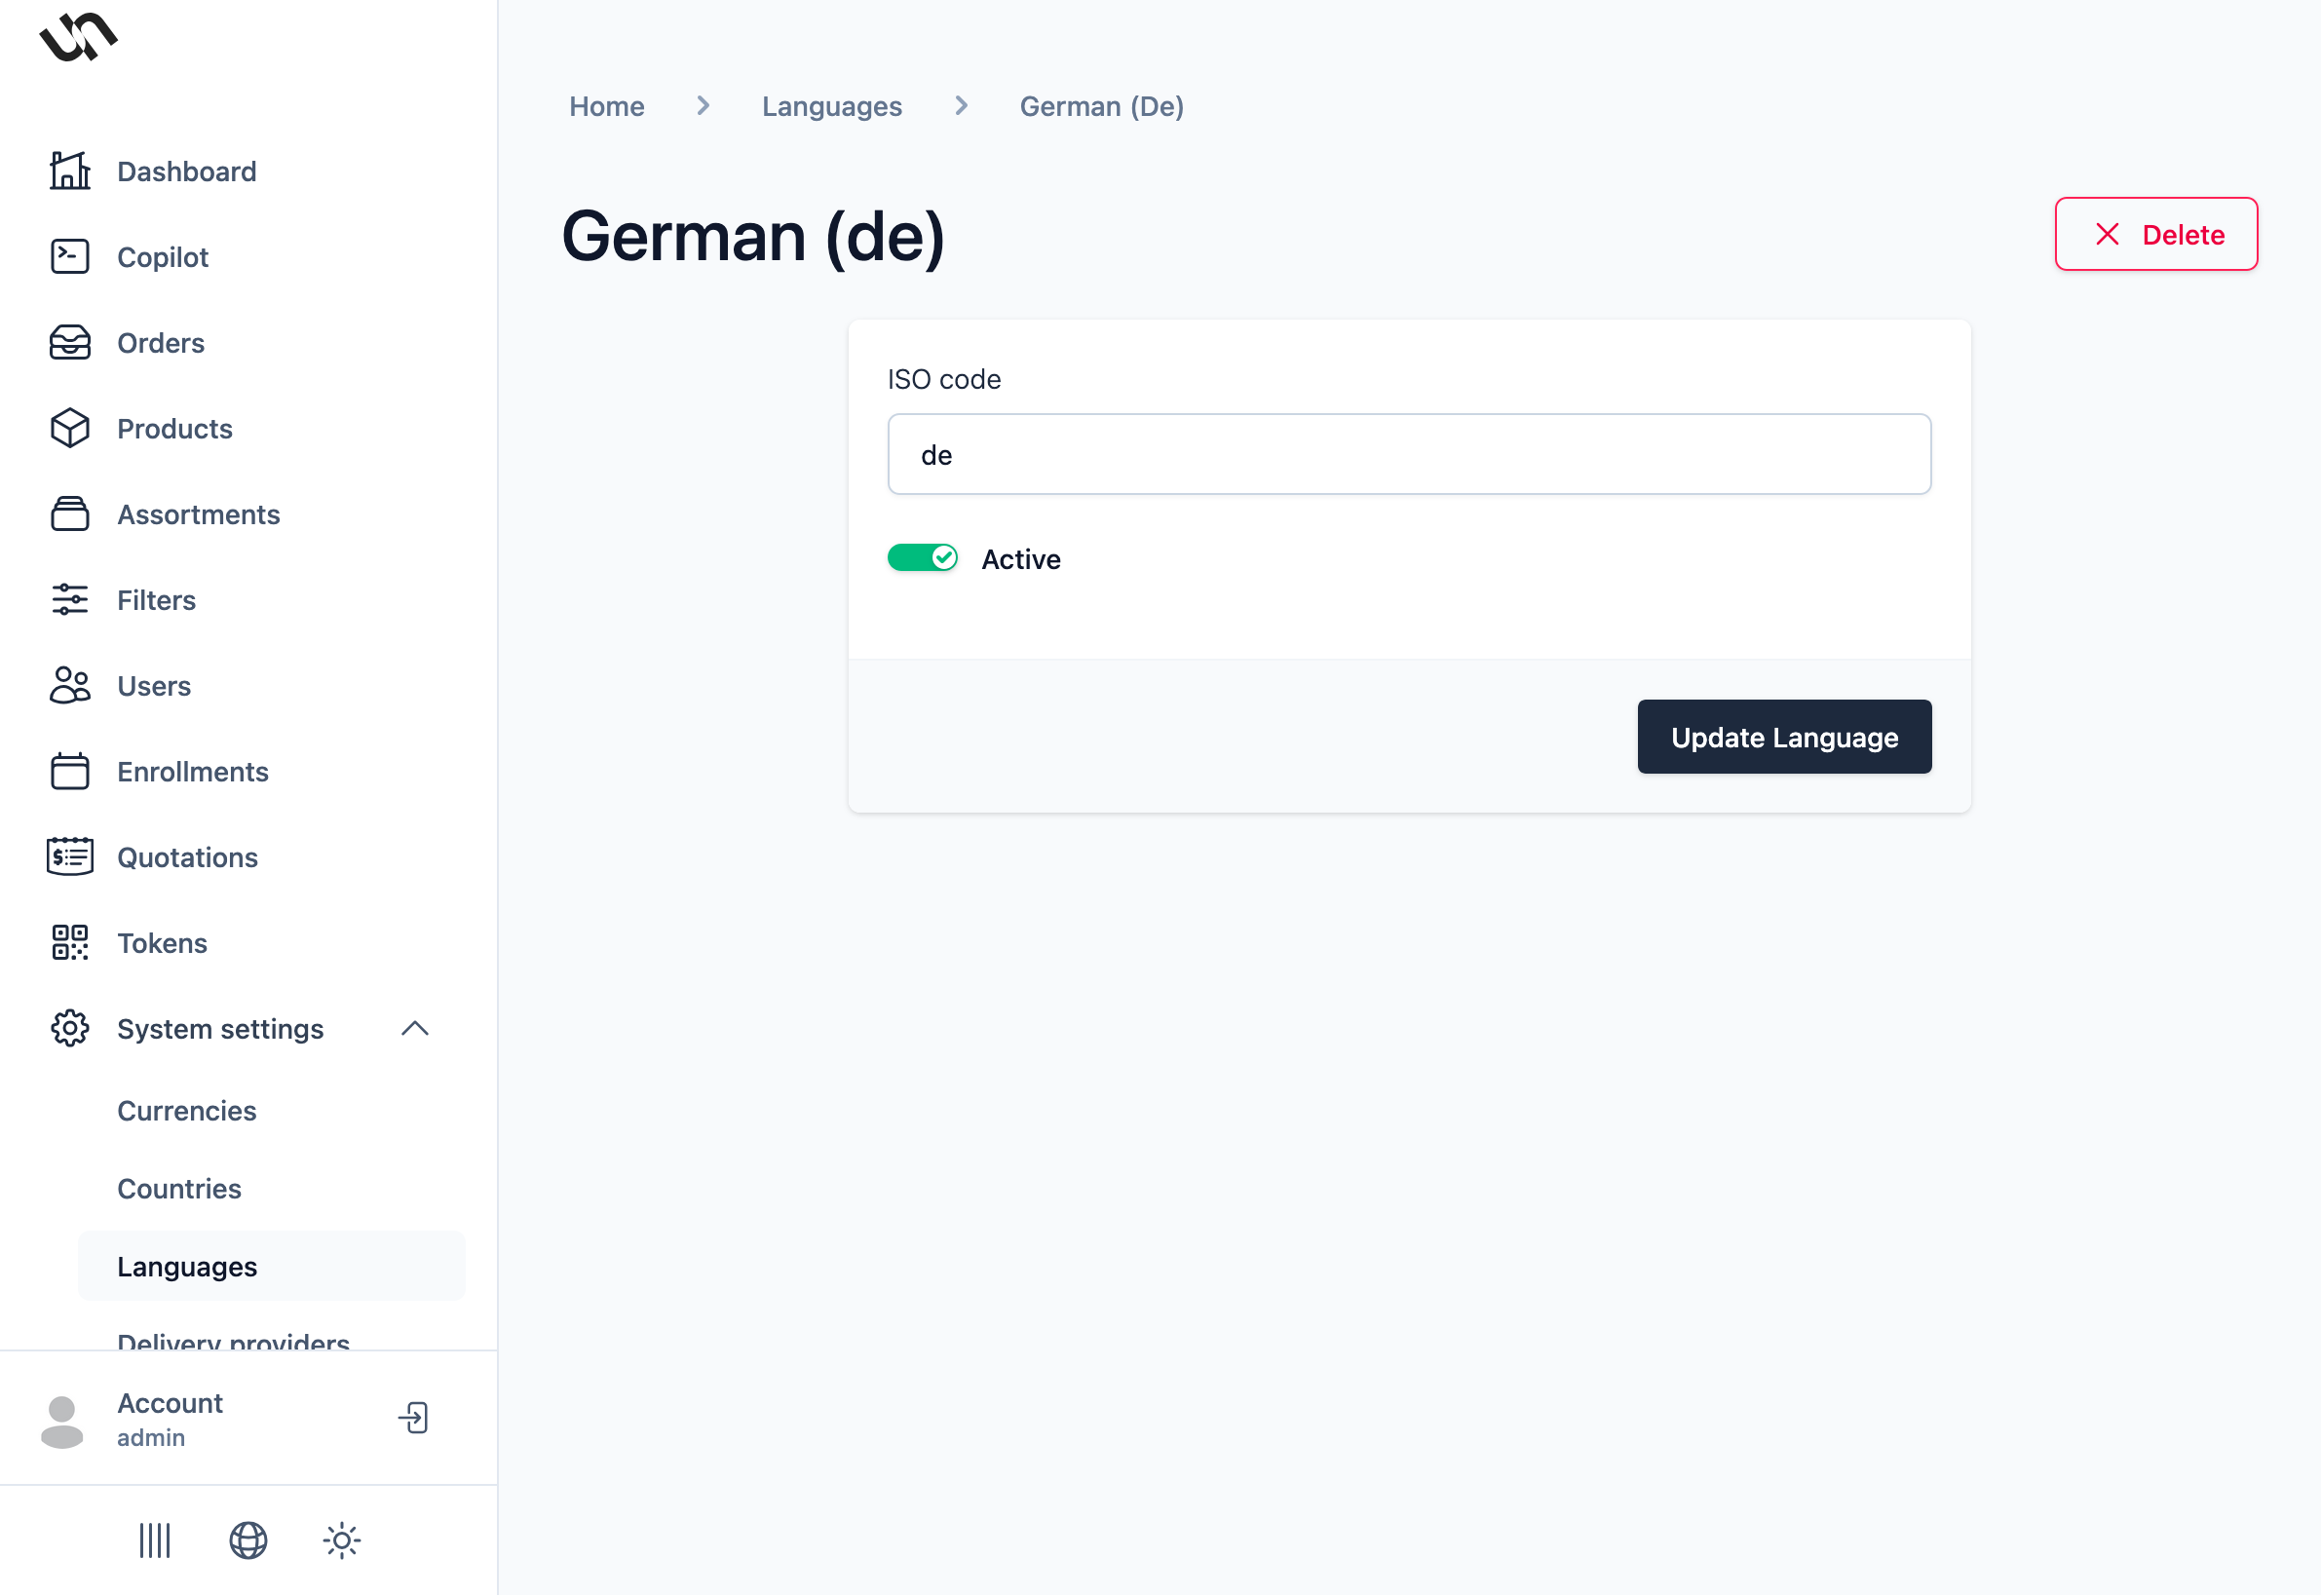 un
Dashboard
Copilot
Orders
Products
Assortments
Filters
Users
Enrollments
Quotations
Tokens
System settings
Currencies
Countries
Languages
Delivery providers
Account
admin
Home
Languages
German (De)
German (de)
Delete
ISO code
de
Active
Update Language